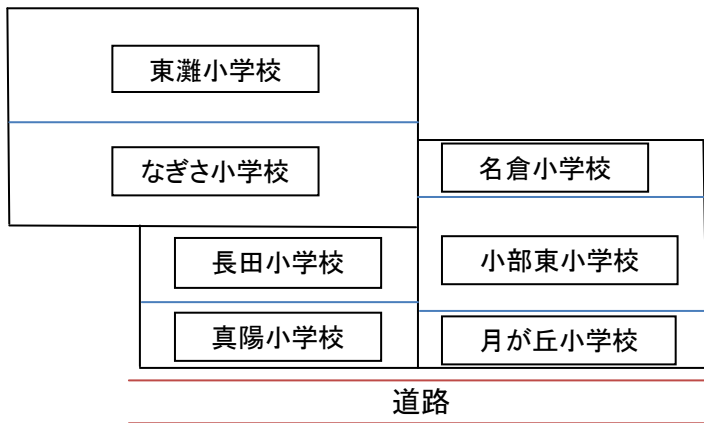 東灘小学校
なぎさ小学校
名倉小学校
長田小学校
小部東小学校
真陽小学校
月が丘小学校
道路